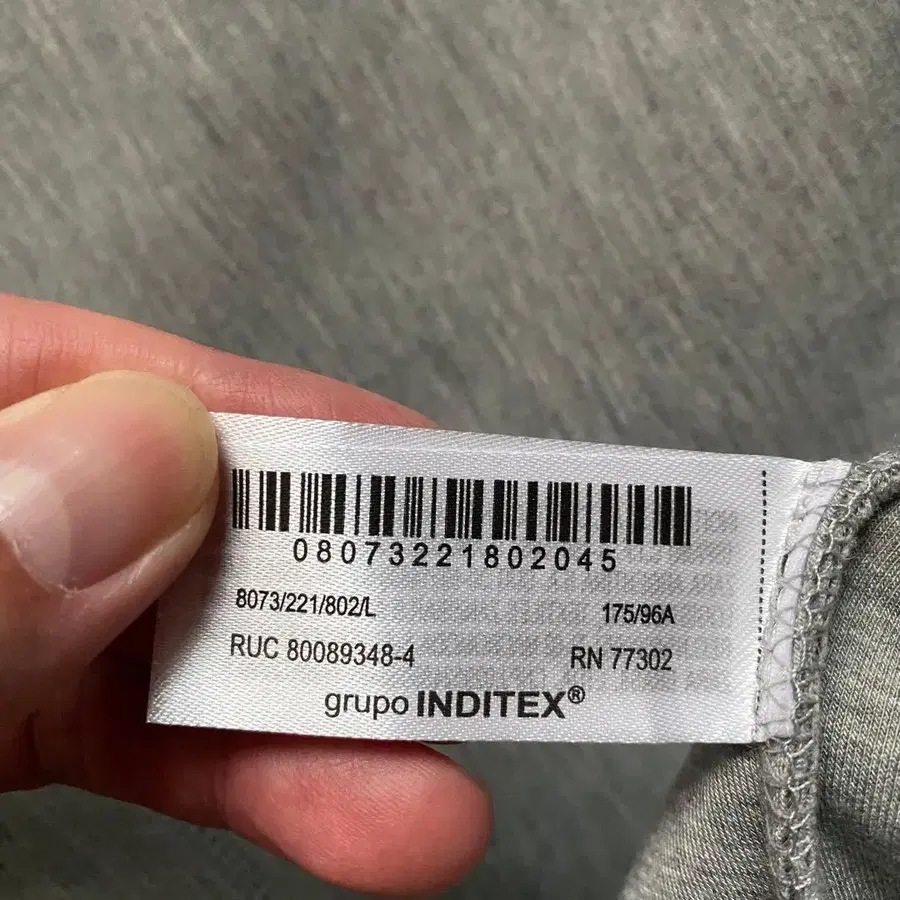 08073221802045
8073/221/802/L 175/96A
RUC 80089348-4 RN 77302
grupo INDITEX®